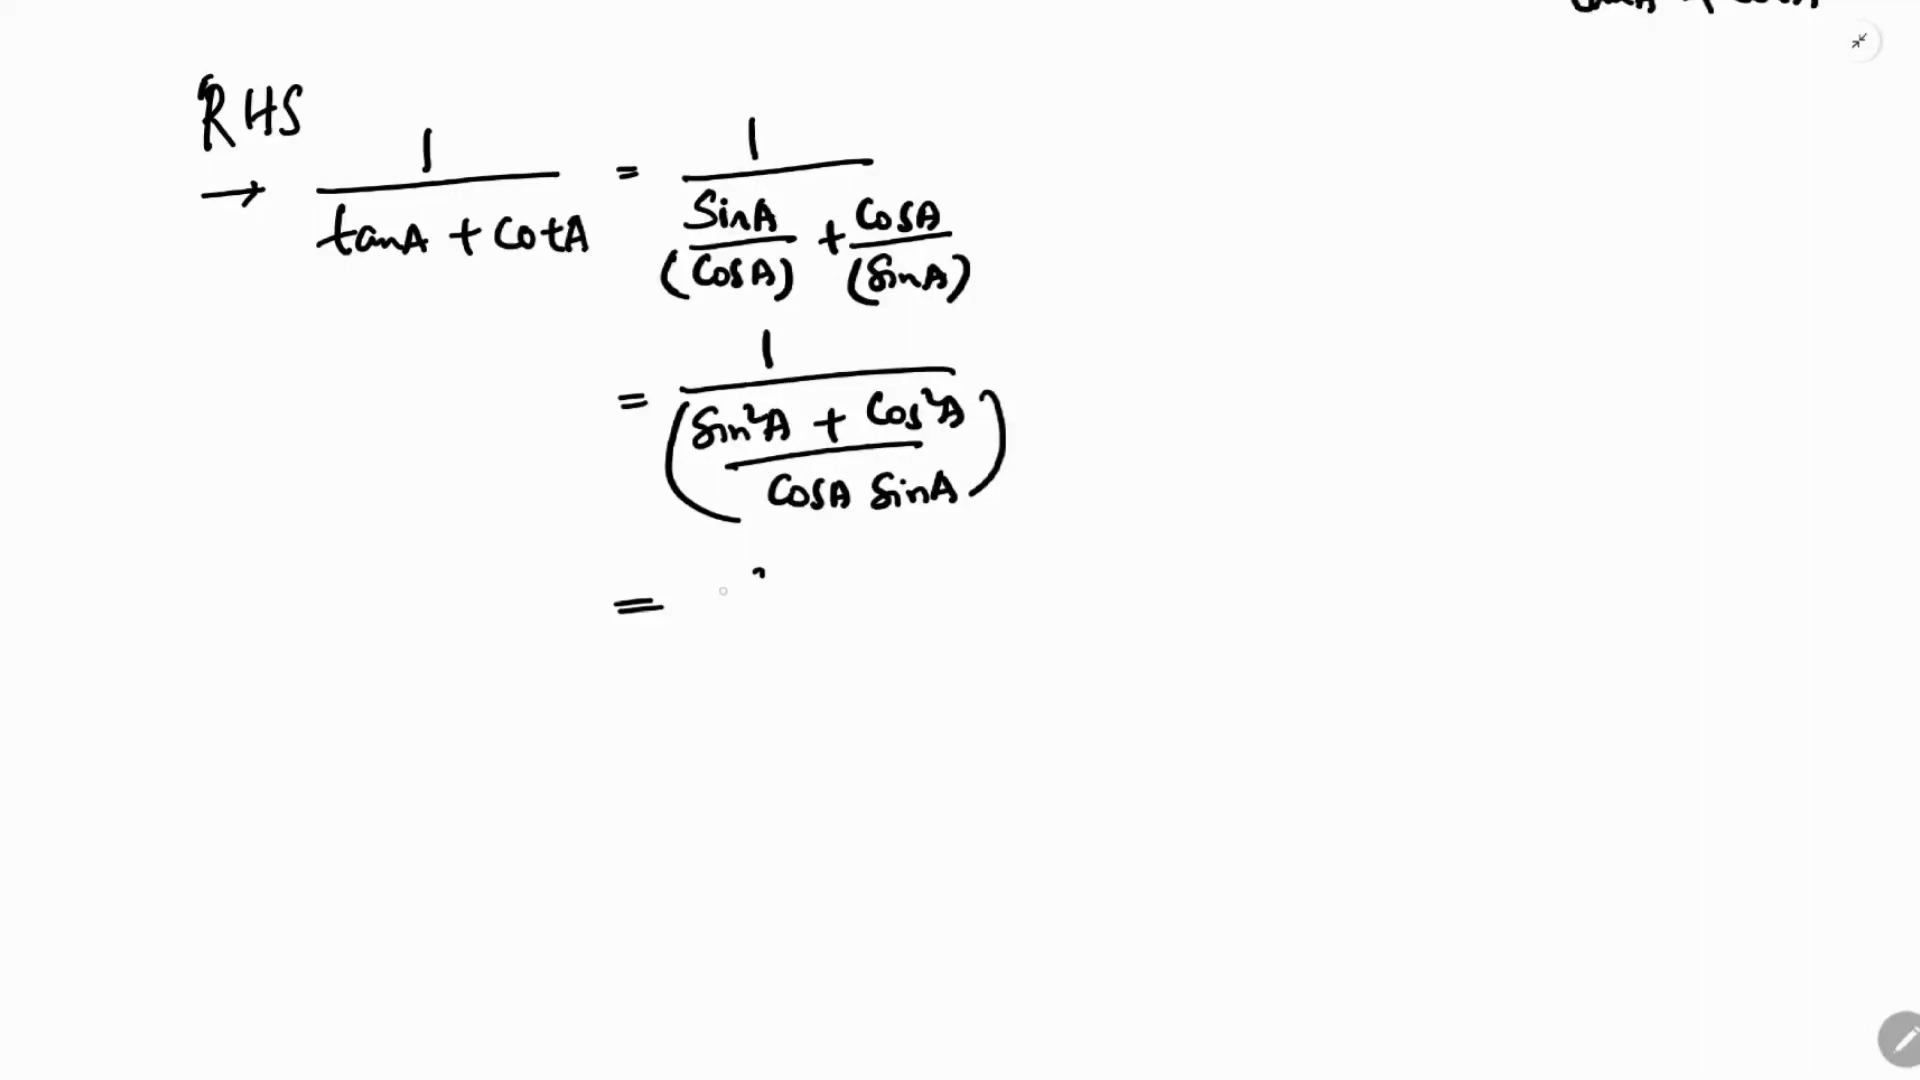 RHS
→ 1/(tanA + CotA) = 1/(SinA/(CosA) + CosA/(SinA))
= 1/((Sin²A + Cos²A)/(CosA SinA))
=